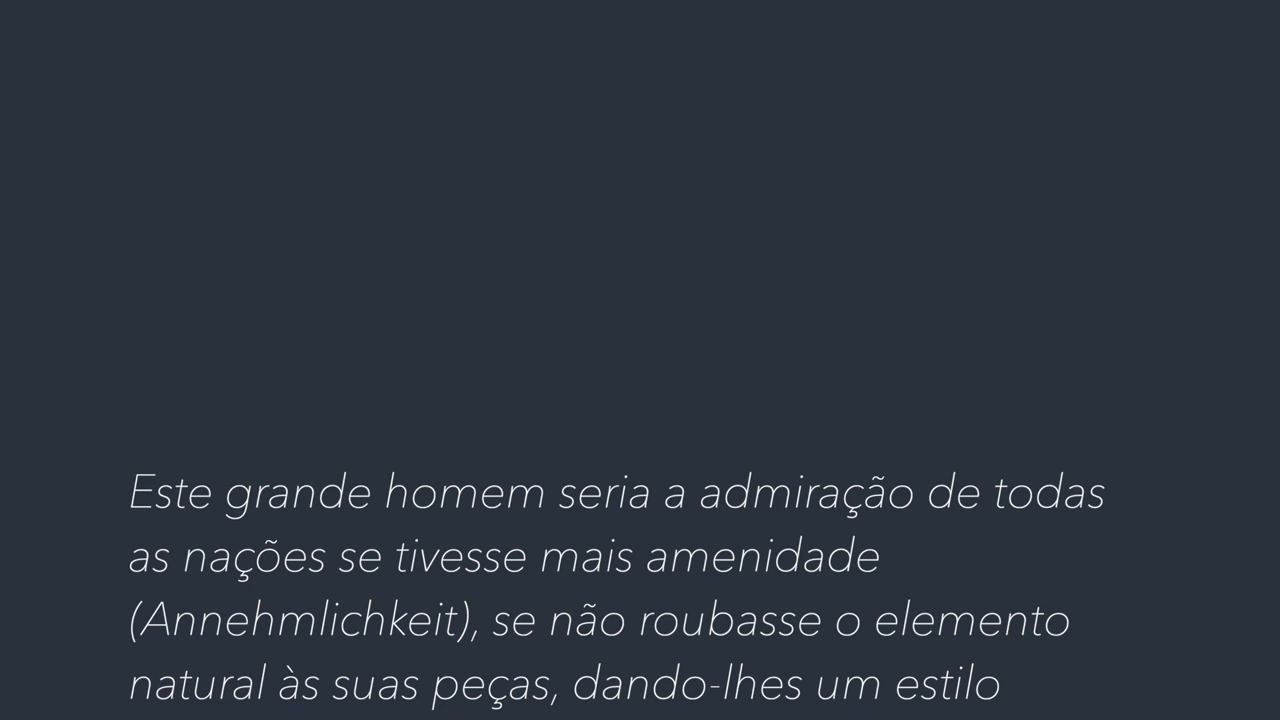 Este grande homem seria a admiração de todas
as nações se tivesse mais amenidade
(Annehmlichkeit), se não roubasse o elemento
natural às suas peças, dando-lhes um estilo